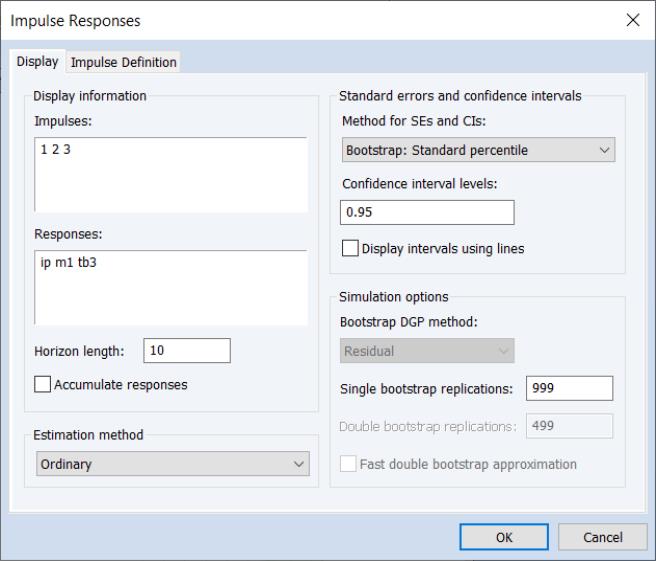 Impulse Responses
Display
Impulse Definition
Display information
Impulses:
1 2 3
Responses:
ip m1 tb3
Horizon length:
10
Accumulate responses
Estimation method
Ordinary
Standard errors and confidence intervals
Method for SEs and CIs:
Bootstrap: Standard percentile
Confidence interval levels:
0.95
Display intervals using lines
Simulation options
Bootstrap DGP method:
Residual
Single bootstrap replications:
999
Double bootstrap replications:
499
Fast double bootstrap approximation
OK
Cancel